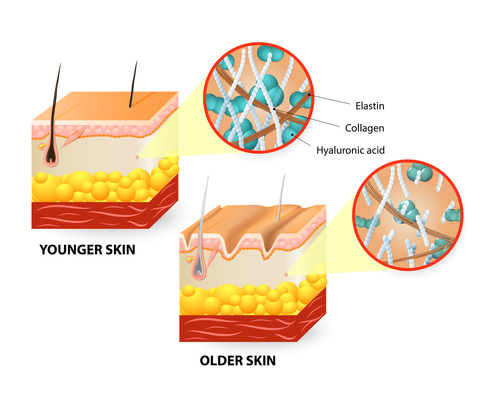 Elastin
Collagen
Hyaluronic acid
YOUNGER SKIN
OLDER SKIN